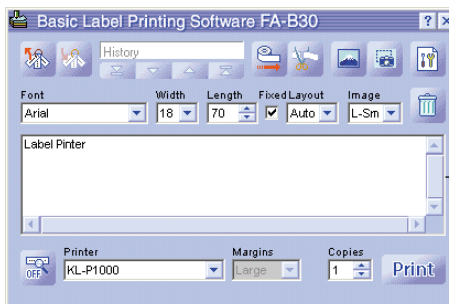 Basic Label Printing Software FA-B30
History
Font Width Length Fixed Layout Image
Arial 18 70 Auto L-Sm
Label Pinter
OFF
Printer Margins Copies
KL-P1000 Large 1 Print